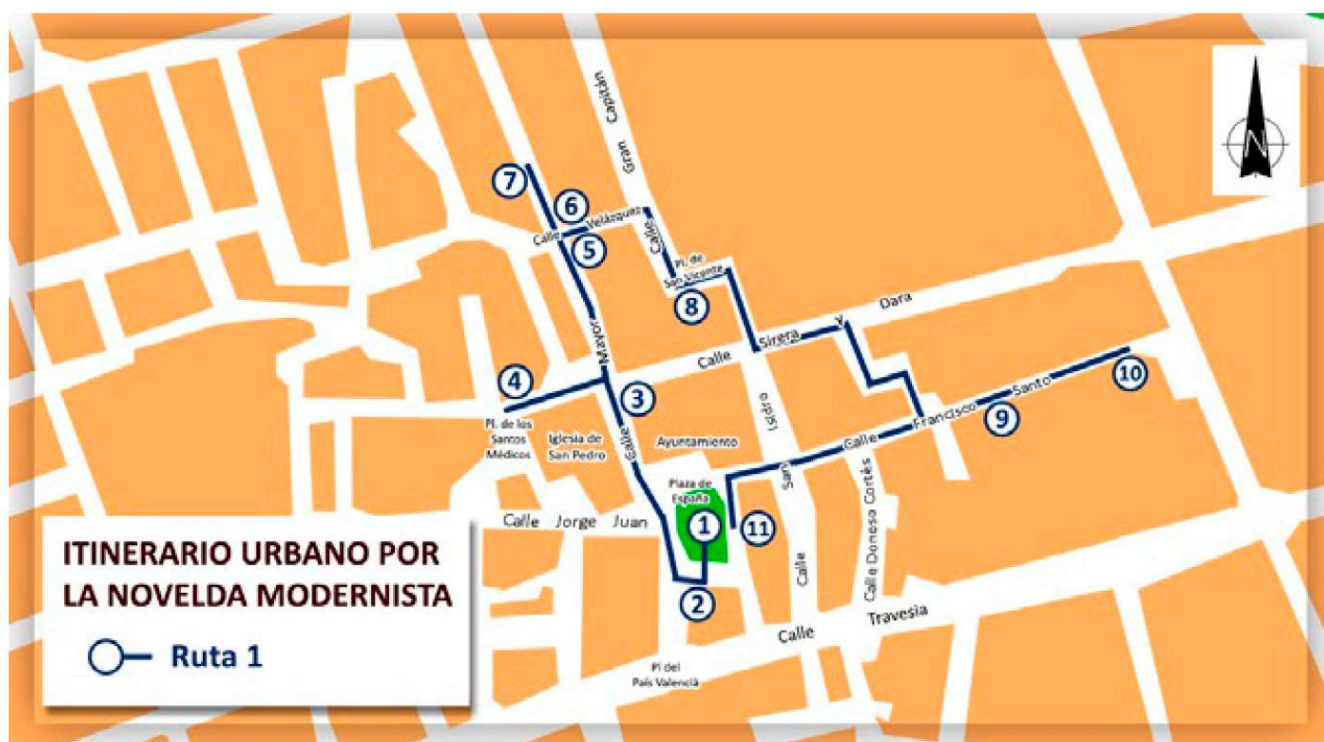 Gran Capitán
7
6
Velázquez
Calle
5
Calle
Pl. de
San Vicente
8
Dara
y
Sirera
Calle
Mayor
4
3
Calle
Pl. de los
Santos
Médicos
Iglesia de
San Pedro
Ayuntamiento
Isidro
San
Calle
Calle
Francisco
Santo
9
10
Plaza de
España
1
11
2
Calle Jorge Juan
Calle Donoso Cortés
Calle
Travesia
Pl del
País Valencià
N
ITINERARIO URBANO POR
LA NOVELDA MODERNISTA
Ruta 1